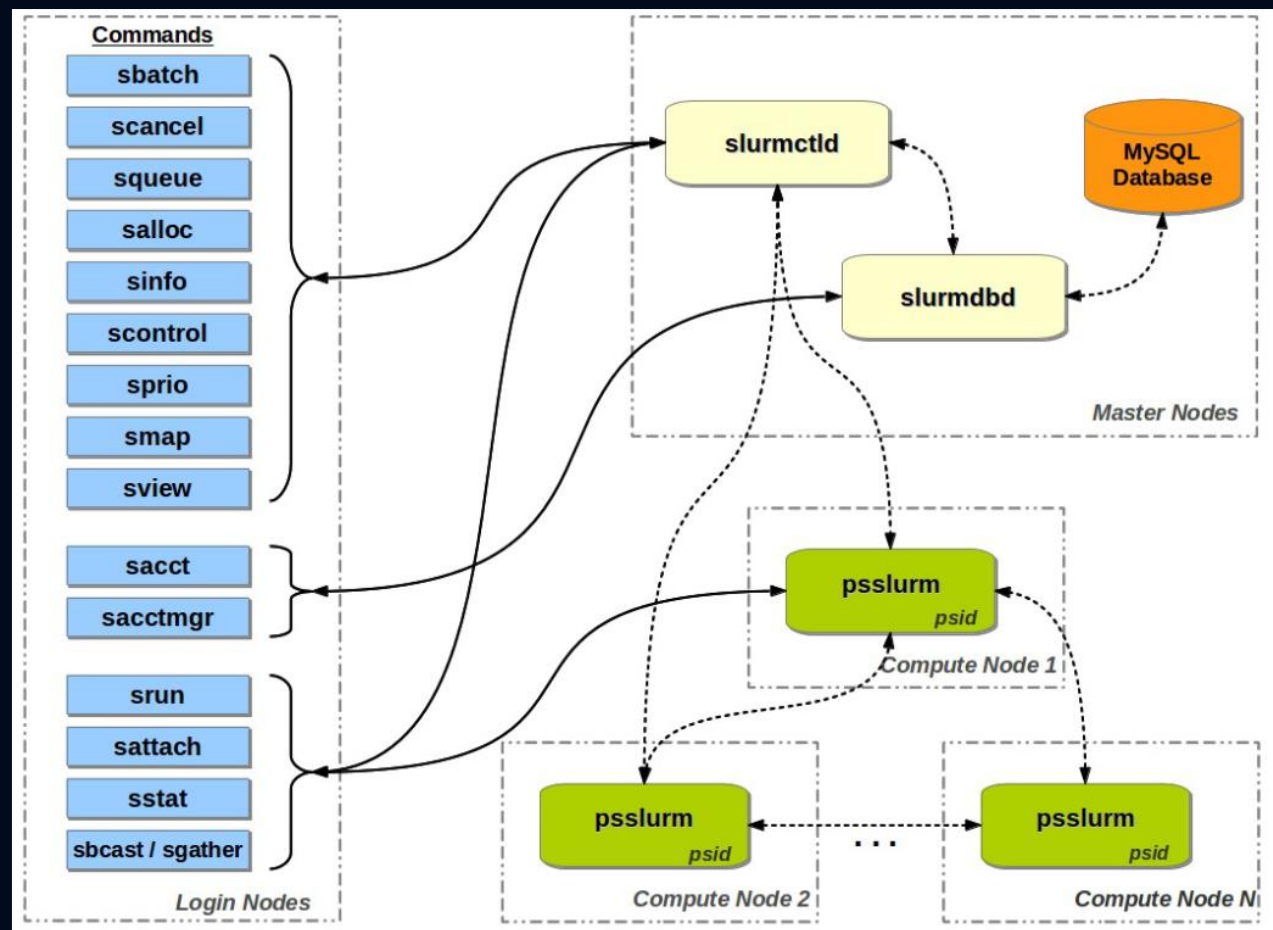 Commands
sbatch
scancel
squeue
salloc
sinfo
scontrol
sprio
smap
sview
sacct
sacctmgr
srun
sattach
sstat
sbcast / sgather
Login Nodes
slurmctld
MySQL
Database
slurmdbd
Master Nodes
psslurm
psid
Compute Node 1
psslurm
psid
Compute Node 2
...
psslurm
psid
Compute Node N